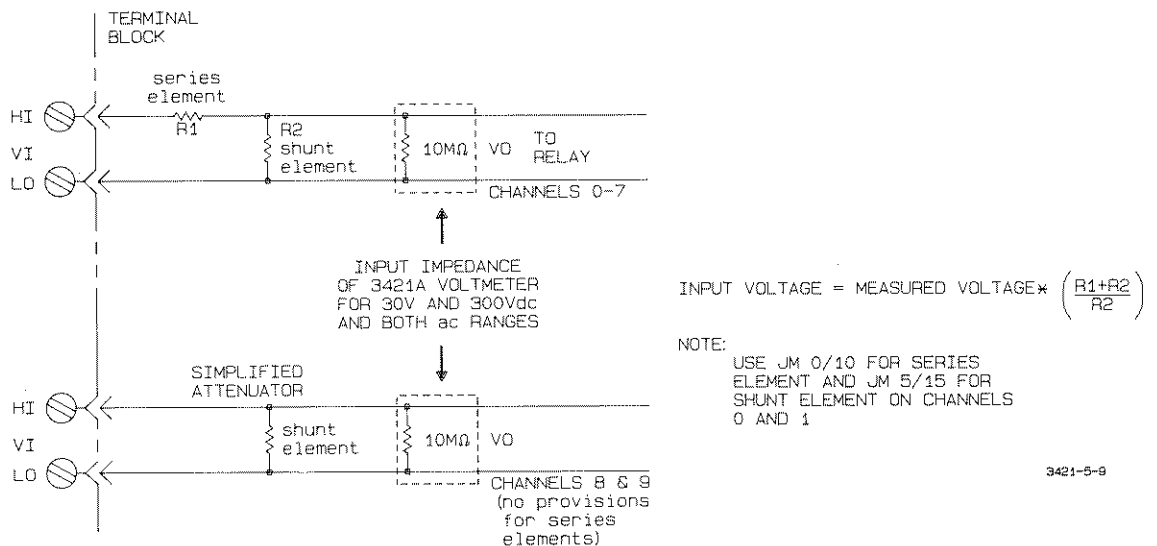 TERMINAL
BLOCK
series
element
HI
R1
R2
shunt
element
10MΩ
VO
TO
RELAY
VI
LO
CHANNELS 0-7
INPUT IMPEDANCE
OF 3421A VOLTMETER
FOR 30V AND 300Vdc
AND BOTH ac RANGES
INPUT VOLTAGE = MEASURED VOLTAGE* (R1+R2/R2)
NOTE:
USE JM 0/10 FOR SERIES
ELEMENT AND JM 5/15 FOR
SHUNT ELEMENT ON CHANNELS
0 AND 1
SIMPLIFIED
ATTENUATOR
HI
shunt
element
10MΩ
VO
VI
LO
CHANNELS 8 & 9
(no provisions
for series
elements)
3421-5-9